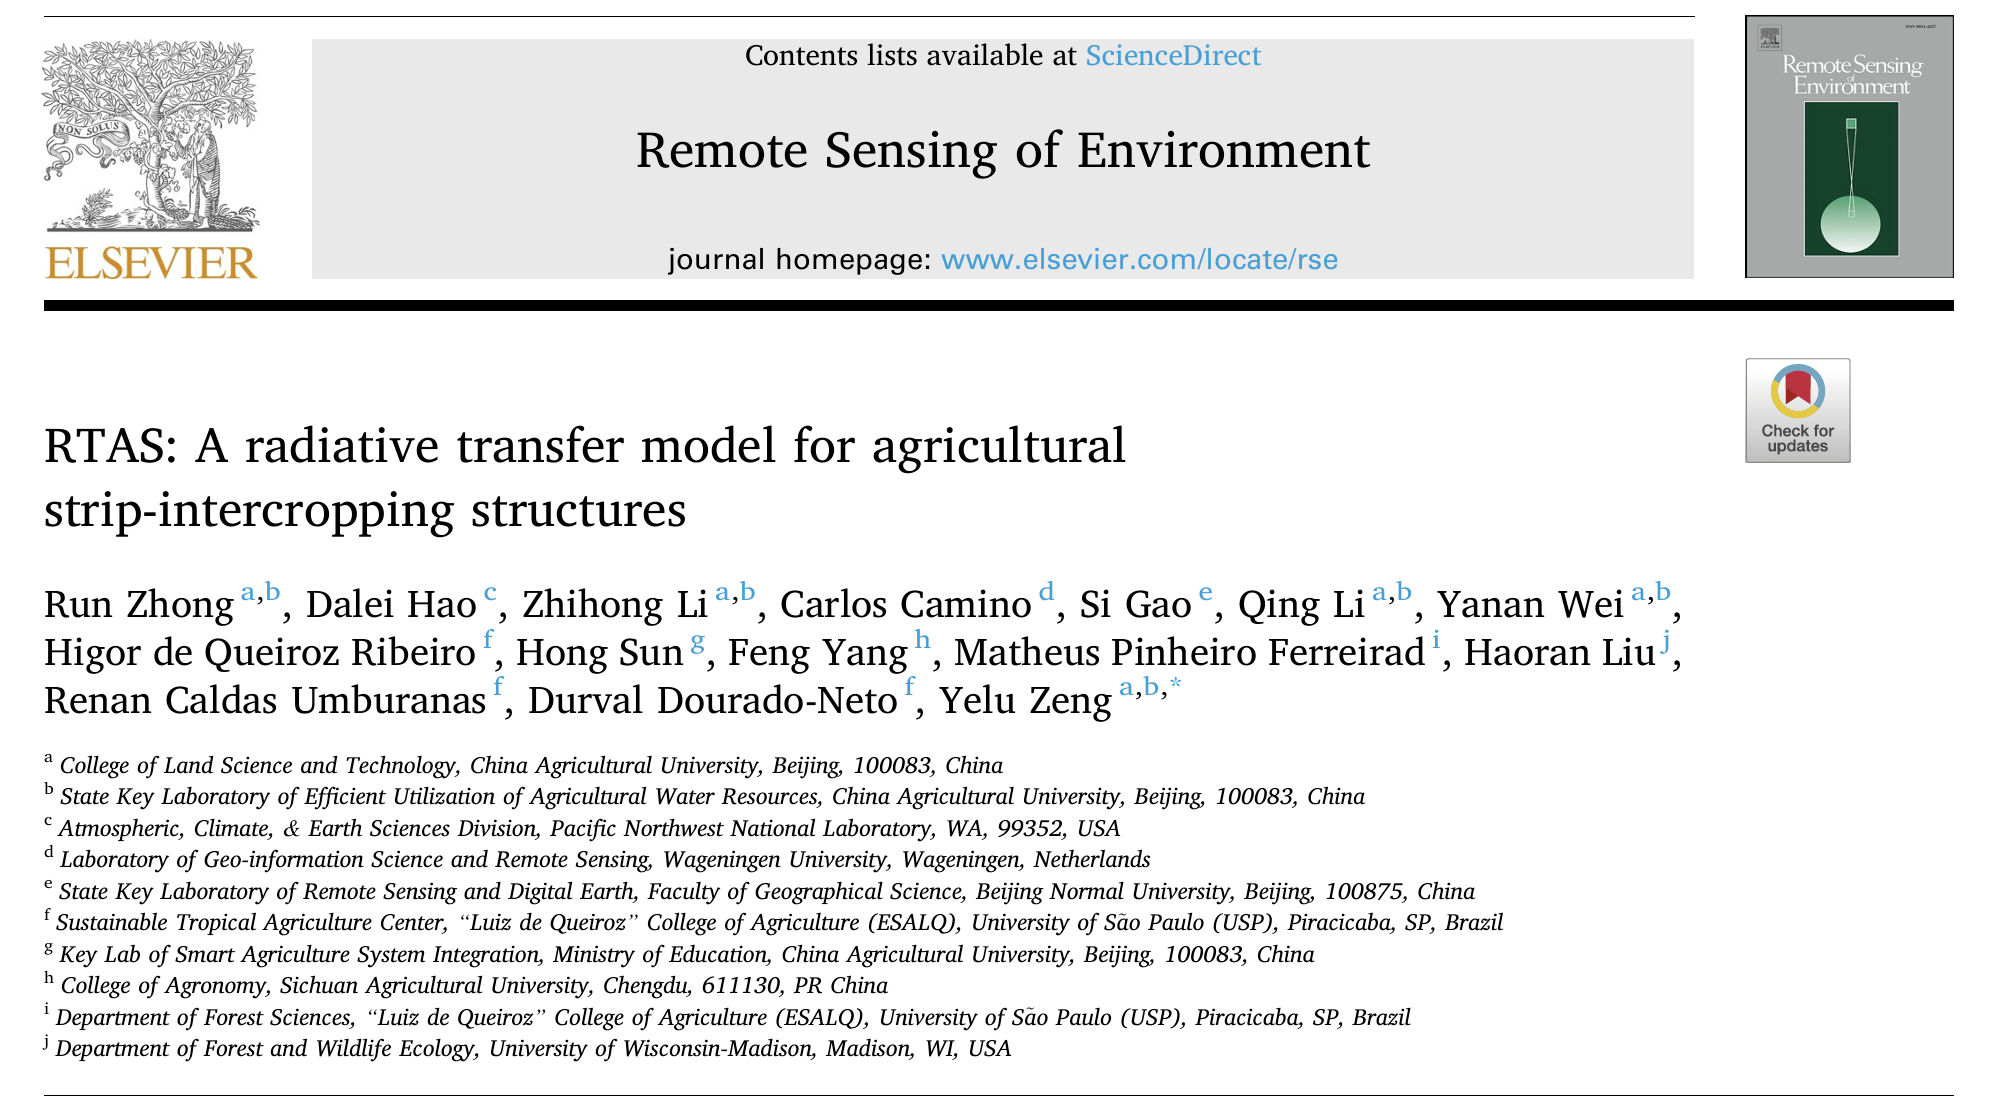 Contents lists available at ScienceDirect
Remote Sensing of Environment
journal homepage: www.elsevier.com/locate/rse
NON SOLUS
ELSEVIER
Remote Sensing
of
Environment
Check for
updates
RTAS: A radiative transfer model for agricultural
strip-intercropping structures
Run Zhong a,b, Dalei Hao c, Zhihong Li a,b, Carlos Camino d, Si Gao e, Qing Li a,b, Yanan Wei a,b,
Higor de Queiroz Ribeiro f, Hong Sun g, Feng Yang h, Matheus Pinheiro Ferreirad i, Haoran Liu j,
Renan Caldas Umburanas f, Durval Dourado-Neto f, Yelu Zeng a,b,*
a College of Land Science and Technology, China Agricultural University, Beijing, 100083, China
b State Key Laboratory of Efficient Utilization of Agricultural Water Resources, China Agricultural University, Beijing, 100083, China
c Atmospheric, Climate, & Earth Sciences Division, Pacific Northwest National Laboratory, WA, 99352, USA
d Laboratory of Geo-information Science and Remote Sensing, Wageningen University, Wageningen, Netherlands
e State Key Laboratory of Remote Sensing and Digital Earth, Faculty of Geographical Science, Beijing Normal University, Beijing, 100875, China
f Sustainable Tropical Agriculture Center, “Luiz de Queiroz” College of Agriculture (ESALQ), University of São Paulo (USP), Piracicaba, SP, Brazil
g Key Lab of Smart Agriculture System Integration, Ministry of Education, China Agricultural University, Beijing, 100083, China
h College of Agronomy, Sichuan Agricultural University, Chengdu, 611130, PR China
i Department of Forest Sciences, “Luiz de Queiroz” College of Agriculture (ESALQ), University of São Paulo (USP), Piracicaba, SP, Brazil
j Department of Forest and Wildlife Ecology, University of Wisconsin-Madison, Madison, WI, USA